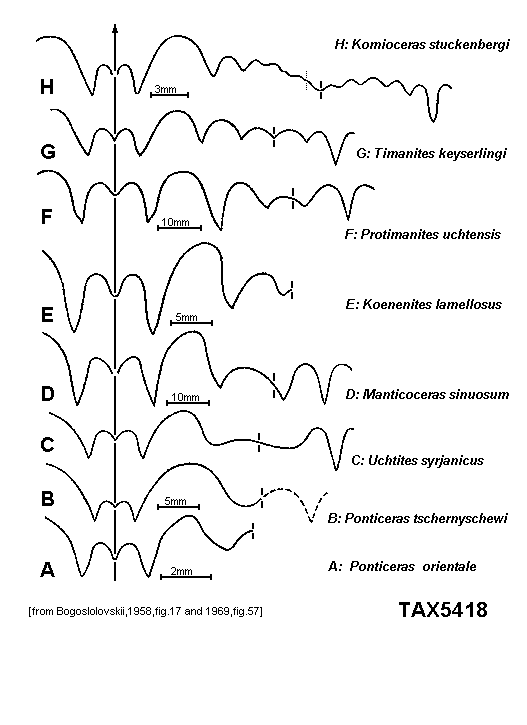 H: Komioceras stuckenbergi
H
3mm
G
G: Timanites keyserlingi
F
10mm
F: Protimanites uchtensis
E
5mm
E: Koenenites lamellosus
D
10mm
D: Manticoceras sinuosum
C
C: Uchtites syrjanicus
B
5mm
B: Ponticeras tschernyschewi
A
2mm
A: Ponticeras orientale
[from Bogoslolovskii,1958,fig.17 and 1969,fig.57]
TAX5418